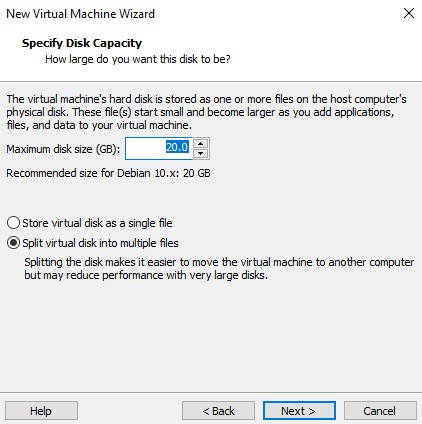 New Virtual Machine Wizard
Specify Disk Capacity
How large do you want this disk to be?
The virtual machine's hard disk is stored as one or more files on the host computer's
physical disk. These file(s) start small and become larger as you add applications,
files, and data to your virtual machine.
Maximum disk size (GB): 20.0
Recommended size for Debian 10.x: 20 GB
Store virtual disk as a single file
Split virtual disk into multiple files
Splitting the disk makes it easier to move the virtual machine to another computer
but may reduce performance with very large disks.
Help < Back Next > Cancel